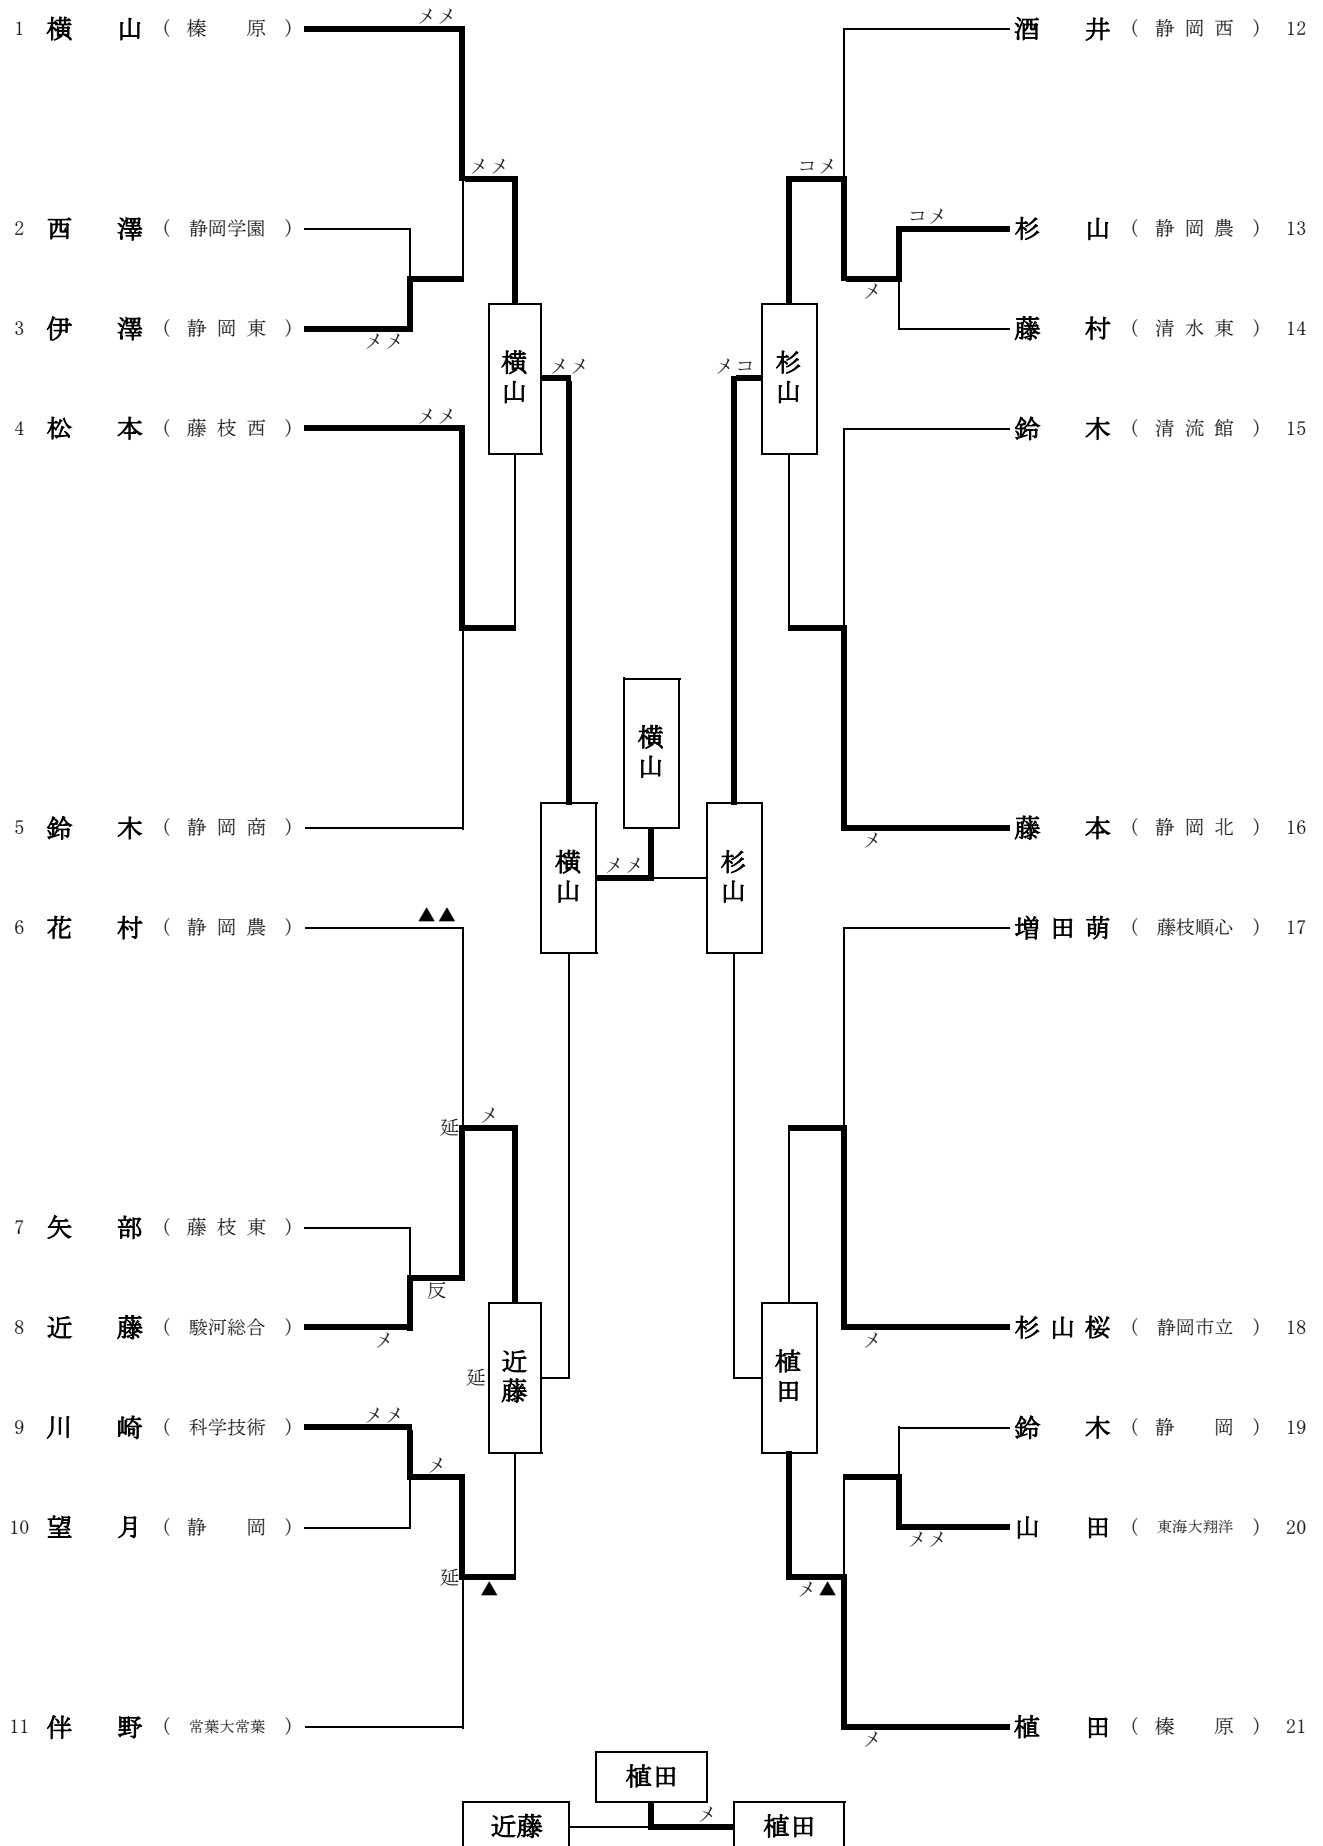 メメ
1 横山 (榛原) 酒井 (静岡西) 12
メメ コメ
コメ
2 西澤 (静岡学園) 杉山 (静岡農) 13
メ
3 伊澤 (静岡東) 藤村 (清水東) 14
メメ
横山 メメ メコ 杉山
メメ
4 松本 (藤枝西) 鈴木 (清流館) 15
横山
5 鈴木 (静岡商) 藤本 (静岡北) 16
メ
横山 メメ 杉山
▲▲
6 花村 (静岡農) 増田萌 (藤枝順心) 17
メ
延
7 矢部 (藤枝東)
反
8 近藤 (駿河総合) 杉山桜 (静岡市立) 18
メ メ
延 近藤 植田
メメ
9 川崎 (科学技術) 鈴木 (静岡) 19
メ
10 望月 (静岡) 山田 (東海大翔洋) 20
メメ
延 ▲ メ▲
11 伴野 (常葉大常葉) 植田 (榛原) 21
メ
植田
メ
近藤 植田